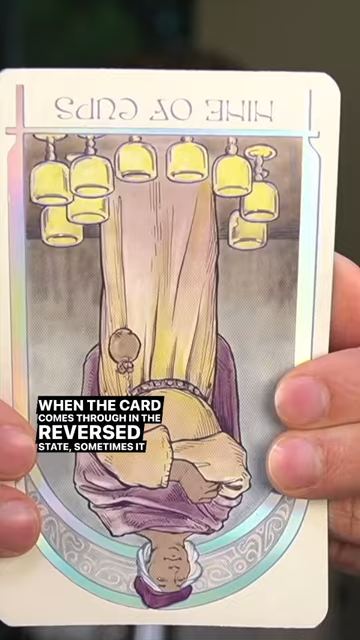 NINE OF CUPS
WHEN THE CARD
COMES THROUGH IN THE
REVERSED
STATE, SOMETIMES IT